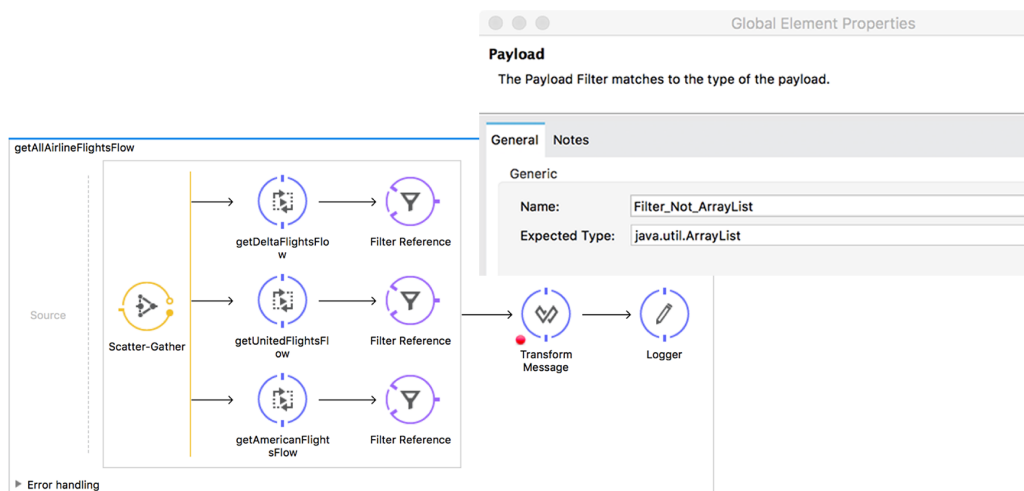 Global Element Properties
Payload
The Payload Filter matches to the type of the payload.
General Notes
Generic
Name: Filter_Not_ArrayList
Expected Type: java.util.ArrayList
getAllAirlineFlightsFlow
Source
Scatter-Gather
getDeltaFlightsFlo
w
Filter Reference
getUnitedFlightsFl
ow
Filter Reference
getAmericanFlight
sFlow
Filter Reference
Transform
Message
Logger
Error handling